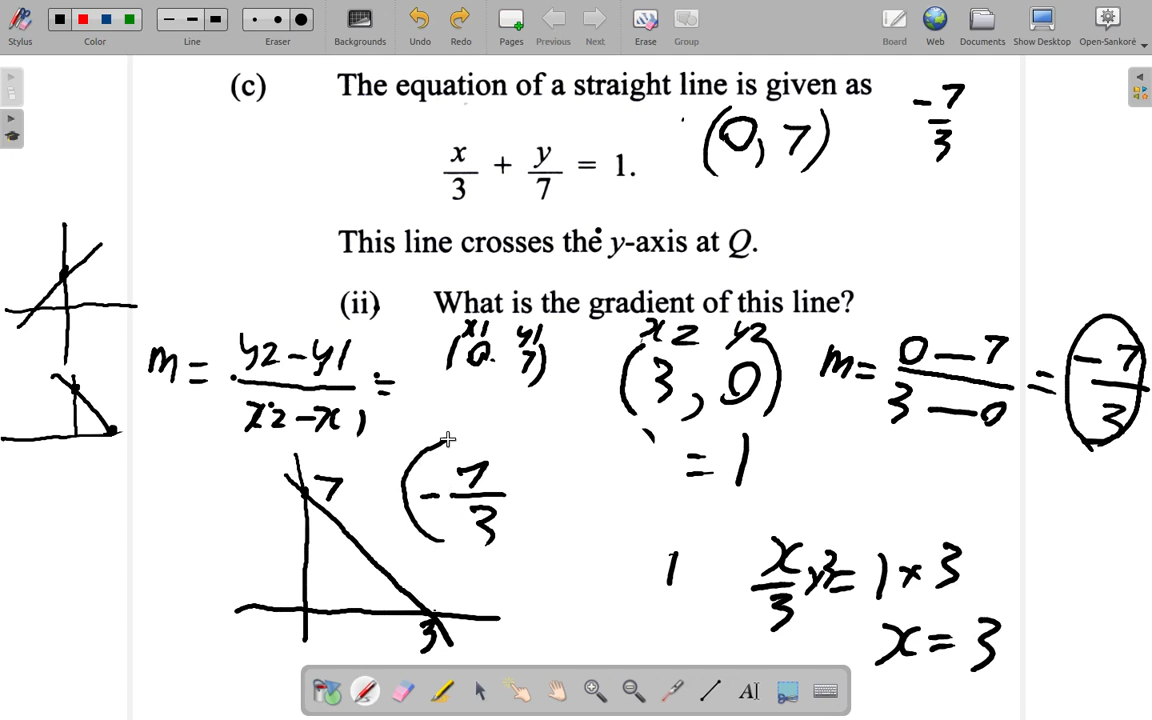 Stylus Color Line Eraser Backgrounds Undo Redo Pages Previous Next Erase Group Board Web Documents Show Desktop Open-Sankoré
(c) The equation of a straight line is given as
-7/3
(0, 7)
x/3 + y/7 = 1.
This line crosses the y-axis at Q.
(ii) What is the gradient of this line?
m = y2-y1/x2-x1 =
x1 y1
(0. 7)
x2 y2
(3, 0)
m = 0-7/3-0 = -7/3
= 1
7
(-7/3
3
1
x/3 x3 = 1 x 3
x = 3
AI